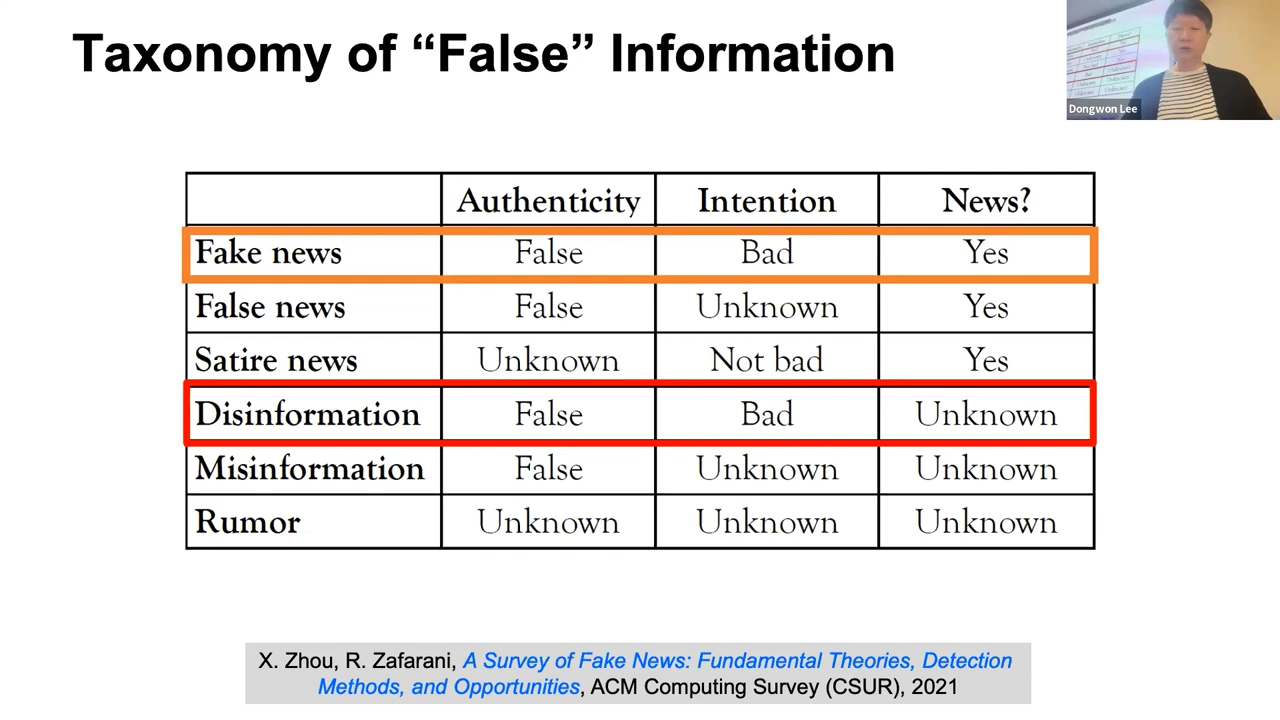 Taxonomy of “False” Information
Dongwon Lee
Authenticity Intention News?
Fake news False Bad Yes
False news False Unknown Yes
Satire news Unknown Not bad Yes
Disinformation False Bad Unknown
Misinformation False Unknown Unknown
Rumor Unknown Unknown Unknown
X. Zhou, R. Zafarani, A Survey of Fake News: Fundamental Theories, Detection
Methods, and Opportunities, ACM Computing Survey (CSUR), 2021